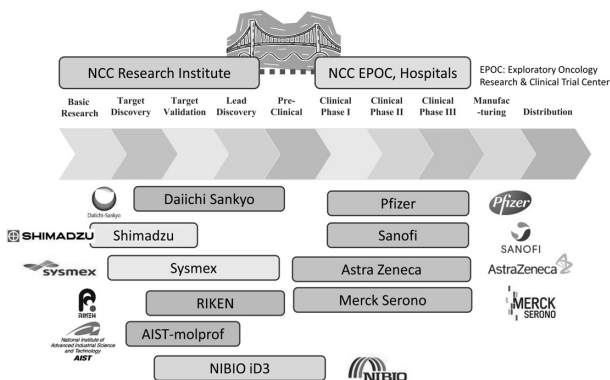 NCC Research Institute
NCC EPOC, Hospitals
EPOC: Exploratory Oncology
Research & Clinical Trial Center
Basic
Research
Target
Discovery
Target
Validation
Lead
Discovery
Pre-
Clinical
Clinical
Phase I
Clinical
Phase II
Clinical
Phase III
Manufac
-turing
Distribution
Daiichi-Sankyo
Daiichi Sankyo
Pfizer
Pfizer
SHIMADZU
Shimadzu
Sanofi
SANOFI
sysmex
Sysmex
Astra Zeneca
AstraZeneca
RIKEN
RIKEN
Merck Serono
MERCK
SERONO
National Institute of
Advanced Industrial Science
and Technology
AIST
AIST-molprof
NIBIO iD3
NIBIO